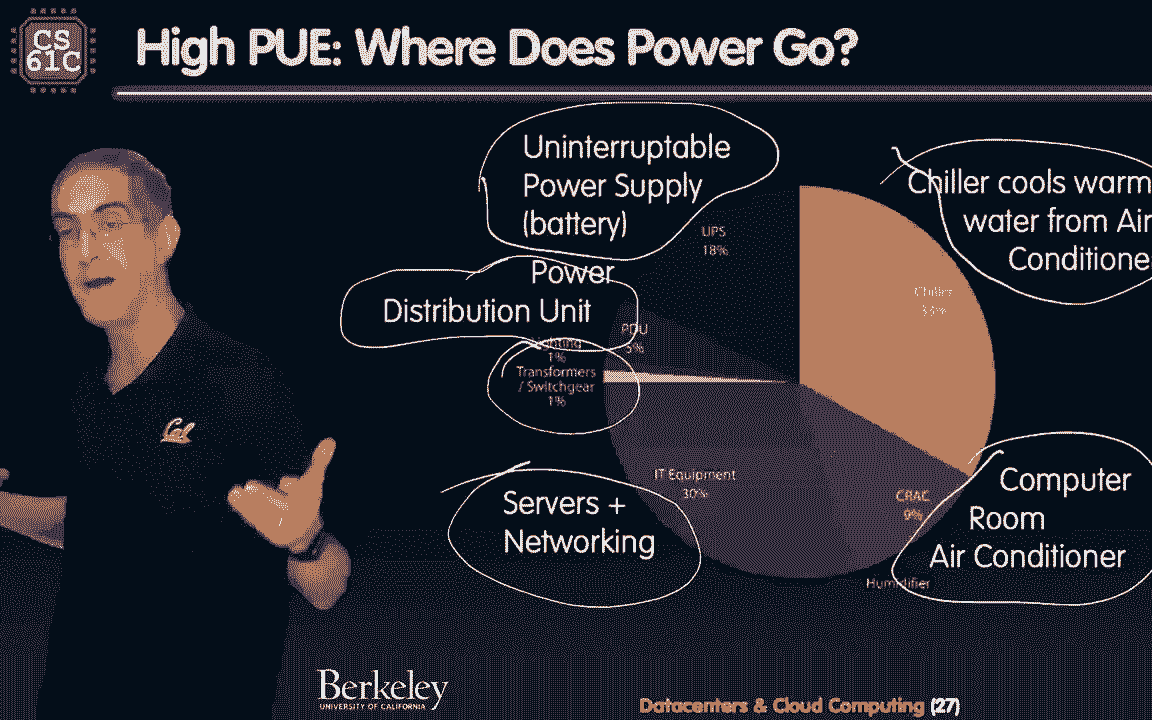 CS
61C
High PUE: Where Does Power Go?
Uninterruptable
Power Supply
(battery)
Chiller cools warm
water from Air
Conditione
UPS
18%
Power
Distribution Unit
Chiller
PDU
5%
Lighting
1%
Transformers
/ Switchgear
1%
Cal
IT Equipment
30%
Servers +
Networking
CRAC
9%
Computer
Room
Air Conditioner
Humidifier
Berkeley
UNIVERSITY OF CALIFORNIA
Datacenters & Cloud Computing (27)